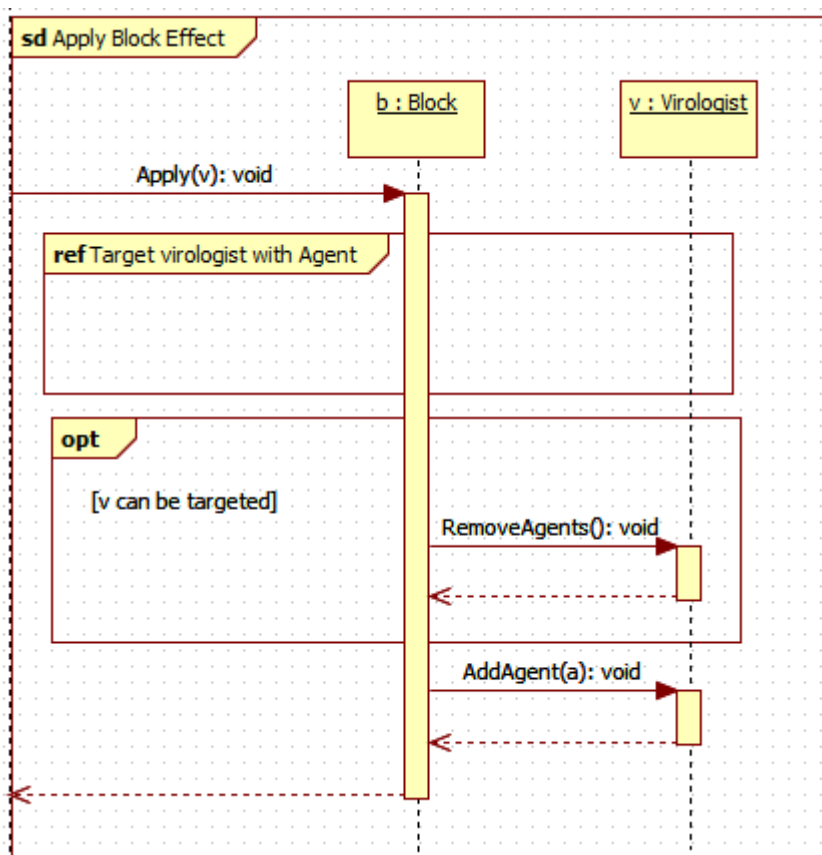 sd Apply Block Effect
b : Block
v : Virologist
Apply(v): void
ref Target virologist with Agent
opt
[v can be targeted]
RemoveAgents(): void
AddAgent(a): void